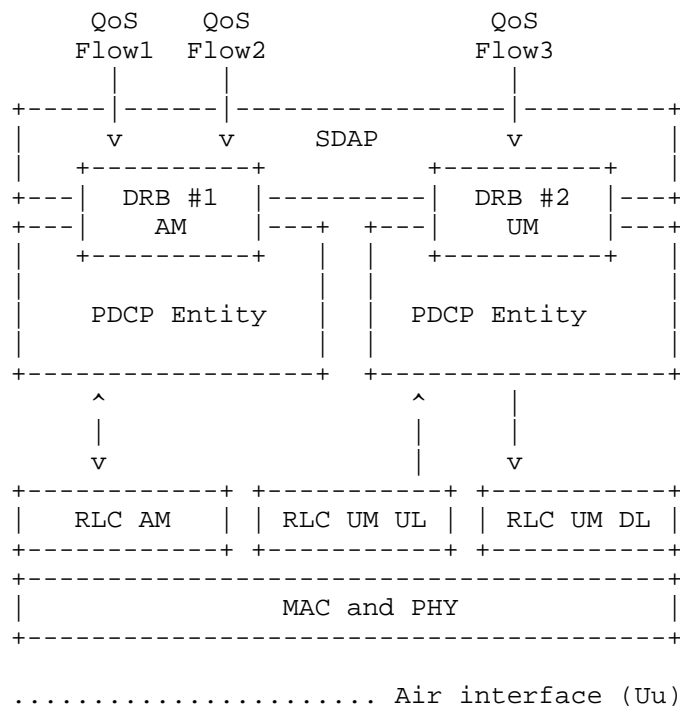 QoS QoS QoS
Flow1 Flow2 Flow3
SDAP
DRB #1 DRB #2
AM UM
PDCP Entity PDCP Entity
RLC AM RLC UM UL RLC UM DL
MAC and PHY
....................... Air interface (Uu)